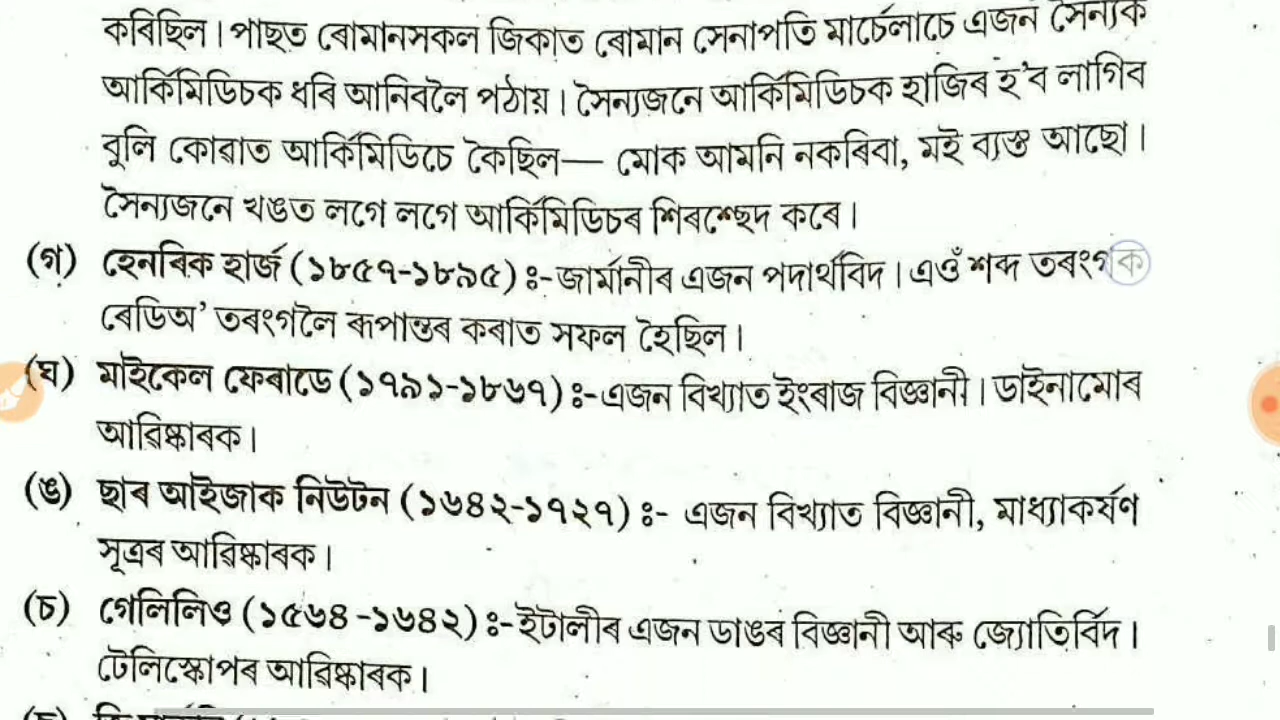 কৰিছিল। পাছত ৰোমানসকল জিকাত ৰোমান সেনাপতি মাৰ্চেলাচে এজন সৈন্যক
আৰ্কিমিডিচক ধৰি আনিবলৈ পঠায়। সৈন্যজনে আৰ্কিমিডিচক হাজিৰ হ'ব লাগিব
বুলি কোৱাত আৰ্কিমিডিচে কৈছিল— মোক আমনি নকৰিবা, মই ব্যস্ত আছো।
সৈন্যজনে খঙত লগে লগে আৰ্কিমিডিচৰ শিৰশ্ছেদ কৰে।
(গ) হেনৰিক হাৰ্জ (১৮৫৭-১৮৯৫) ঃ- জাৰ্মানীৰ এজন পদাৰ্থবিদ। এওঁ শব্দ তৰংগক
ৰেডিঅ' তৰংগলৈ ৰূপান্তৰ কৰাত সফল হৈছিল।
(ঘ) মাইকেল ফেৰাডে (১৭৯১-১৮৬৭) ঃ- এজন বিখ্যাত ইংৰাজ বিজ্ঞানী। ডাইনামোৰ
আৱিষ্কাৰক।
(ঙ) ছাৰ আইজাক নিউটন (১৬৪২-১৭২৭) ঃ- এজন বিখ্যাত বিজ্ঞানী, মাধ্যাকৰ্ষণ
সূত্ৰৰ আৱিষ্কাৰক।
(চ) গেলিলিও (১৫৬৪-১৬৪২) ঃ- ইটালীৰ এজন ডাঙৰ বিজ্ঞানী আৰু জ্যোতিৰ্বিদ।
টেলিস্কোপৰ আৱিষ্কাৰক।